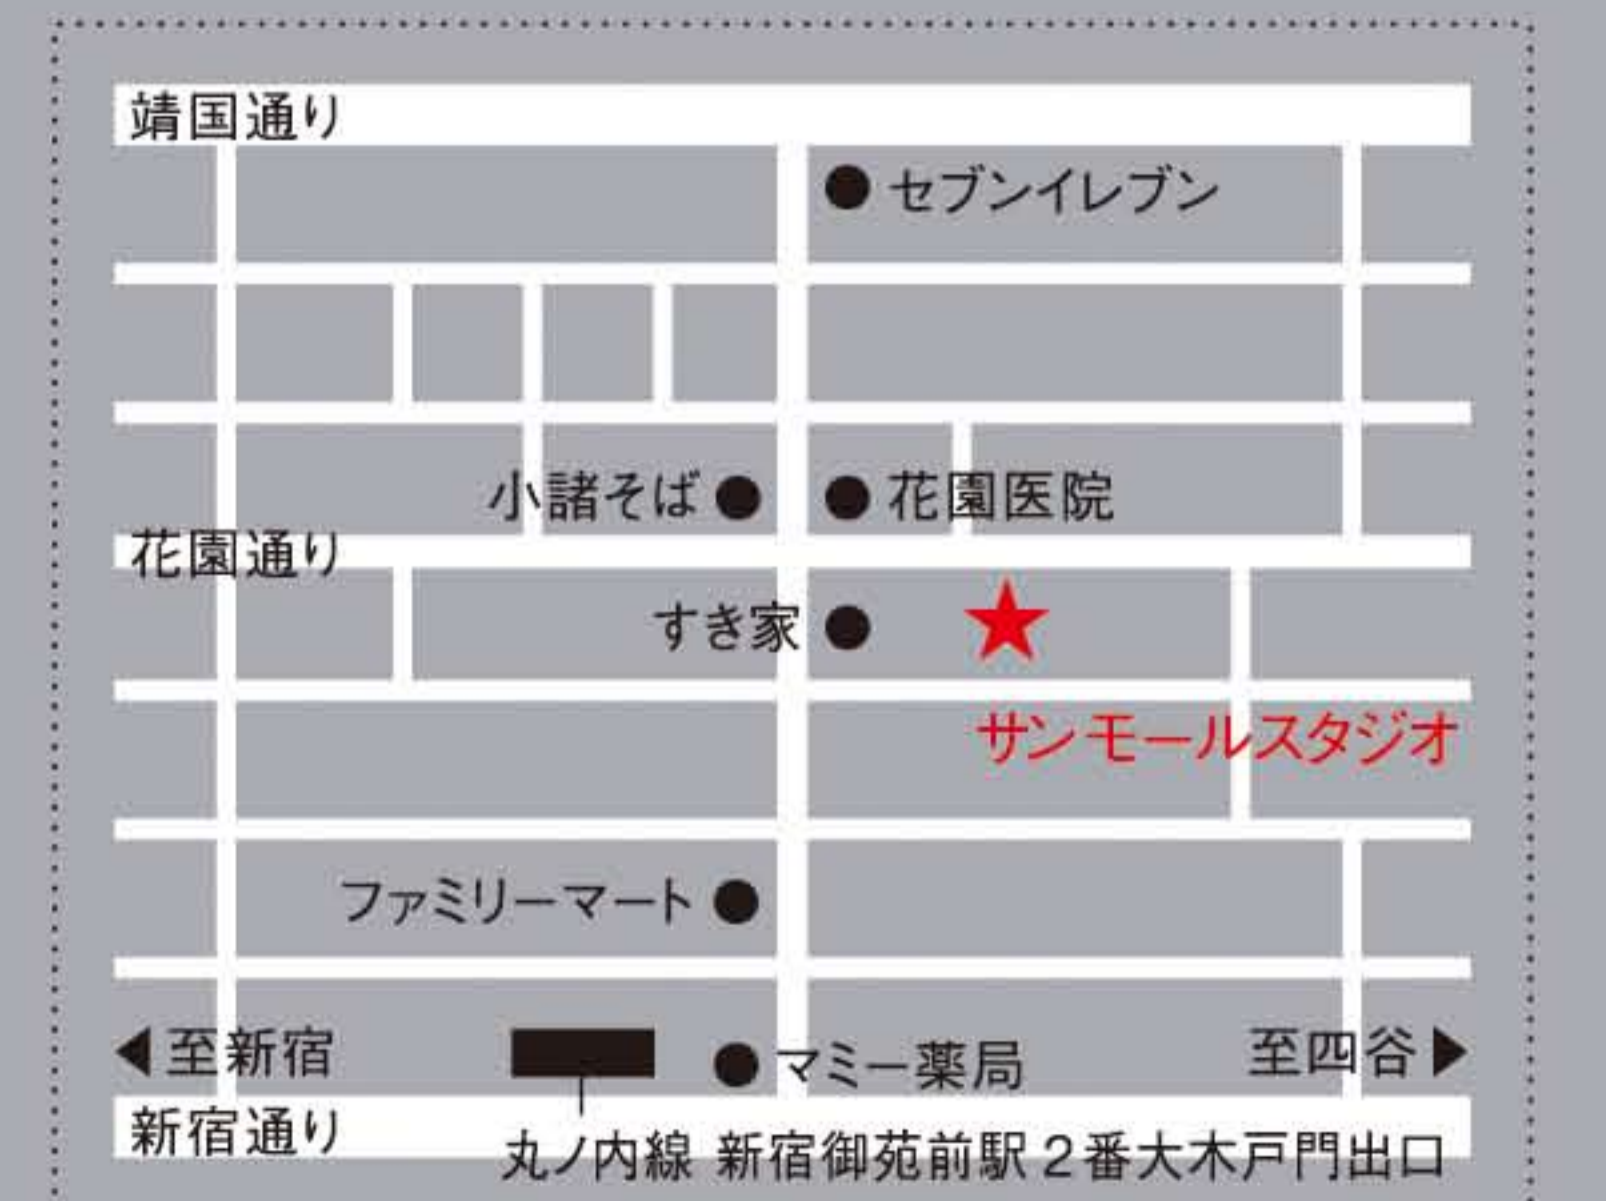 靖国通り
セブンイレブン
小諸そば
花園医院
花園通り
すき家
サンモールスタジオ
ファミリーマート
至新宿
マミー薬局
至四谷
新宿通り
丸ノ内線 新宿御苑前駅2番大木戸門出口